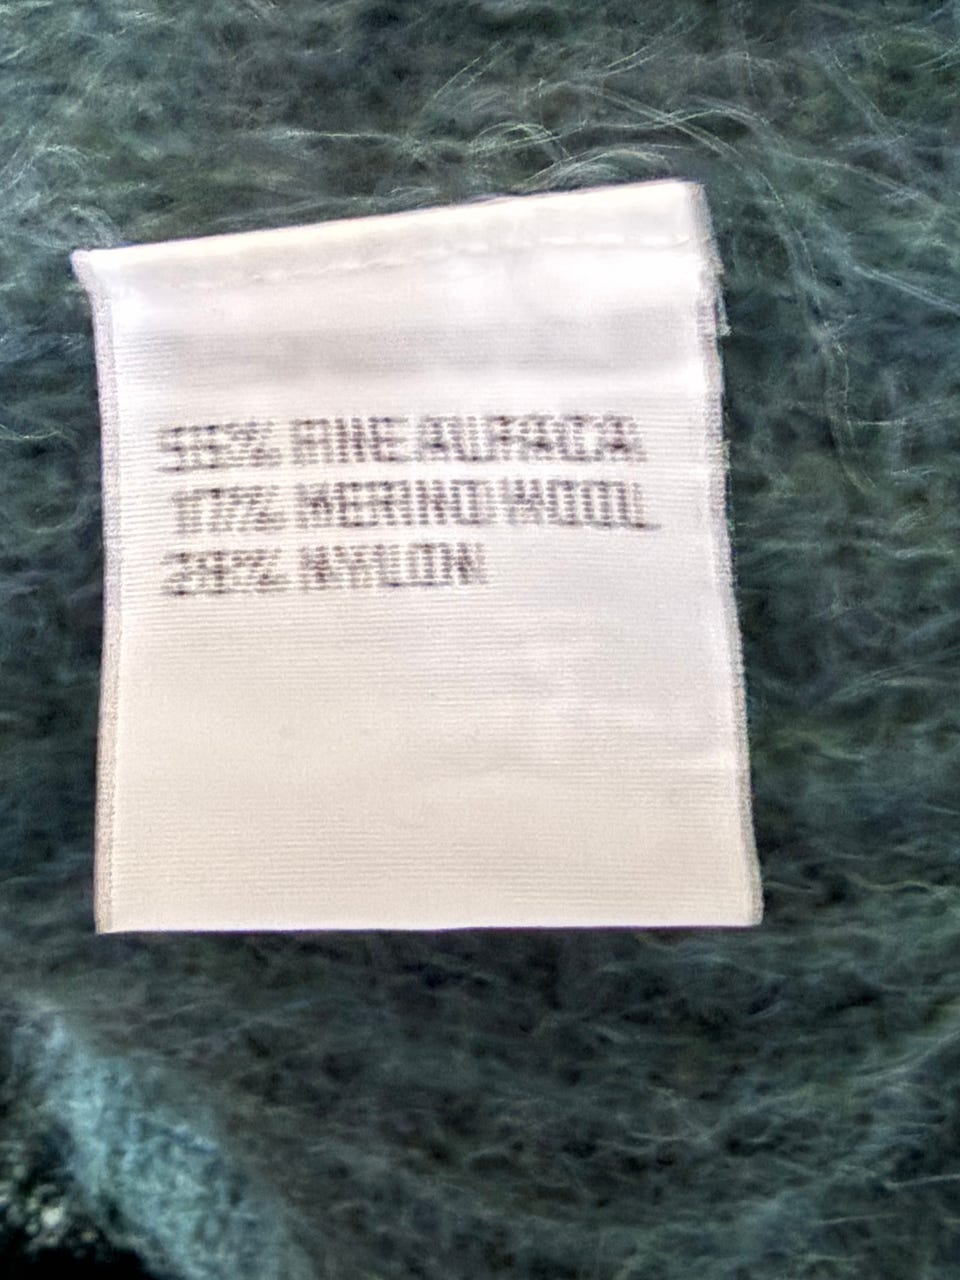 55% FINE ALPACA
17% MERINO WOOL
28% NYLON